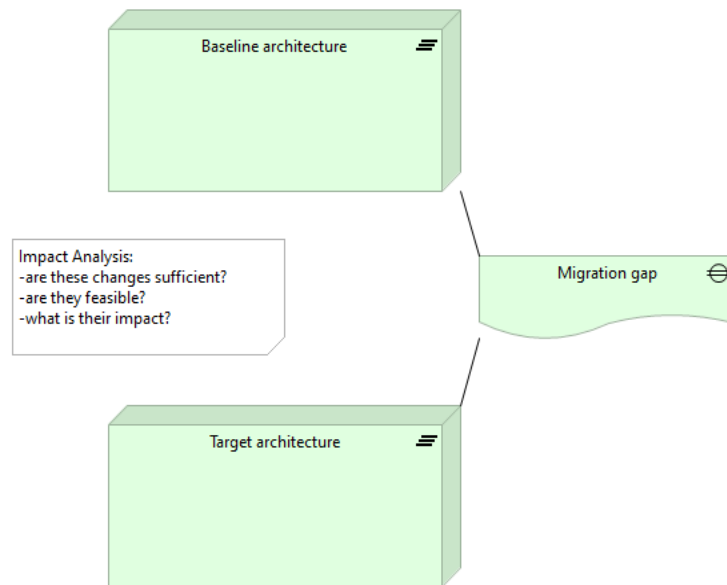 Baseline architecture
Impact Analysis:
-are these changes sufficient?
-are they feasible?
-what is their impact?
Migration gap
Target architecture